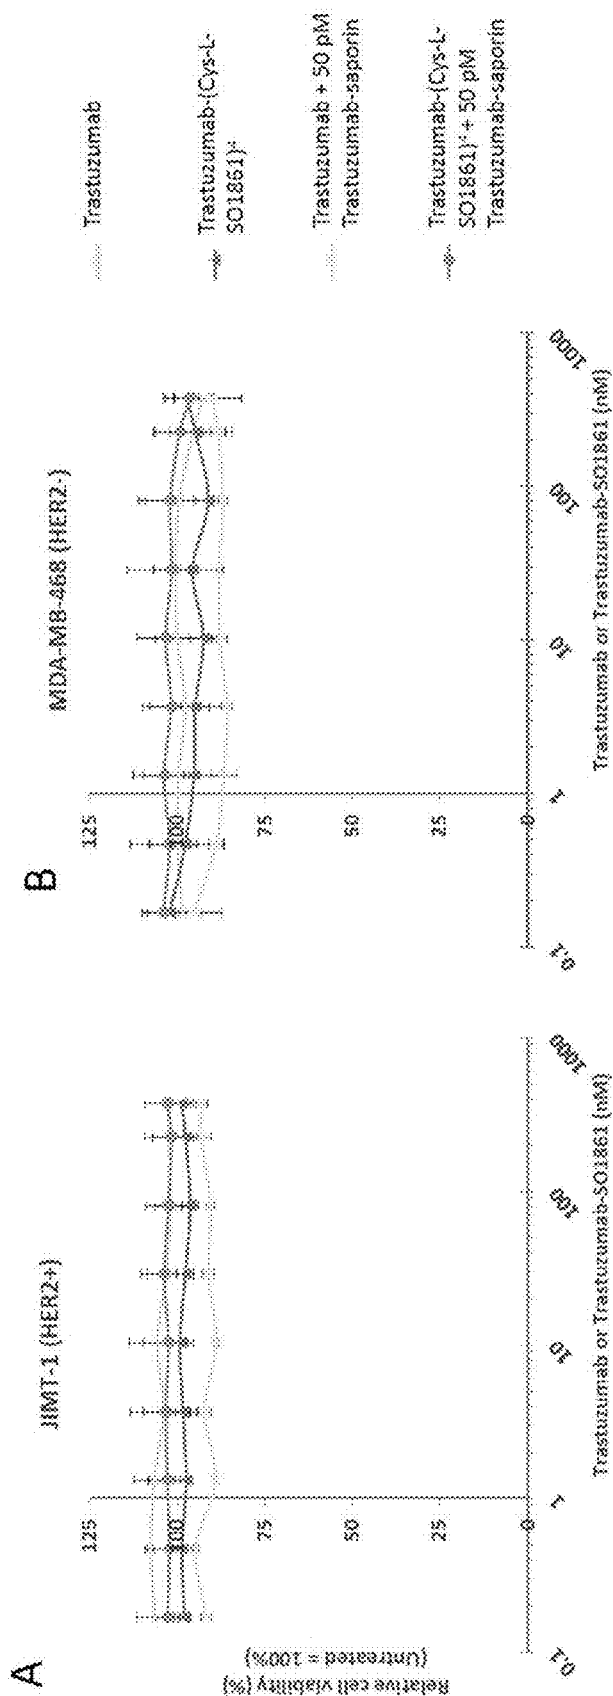 A
JIMT-1 (HER2+)
Relative cell viability (%)
(Untreated = 100%)
125
100
75
50
25
0
0,1
1
10
100
1000
Trastuzumab or Trastuzumab-SO1861 (nM)
B
MDA-MB-468 (HER2-)
125
100
75
50
25
0
0,1
1
10
100
1000
Trastuzumab or Trastuzumab-SO1861 (nM)
Trastuzumab
Trastuzumab-(Cys-L-
SO1861)⁴
Trastuzumab + 50 pM
Trastuzumab-saporin
Trastuzumab-(Cys-L-
SO1861)⁴ + 50 pM
Trastuzumab-saporin